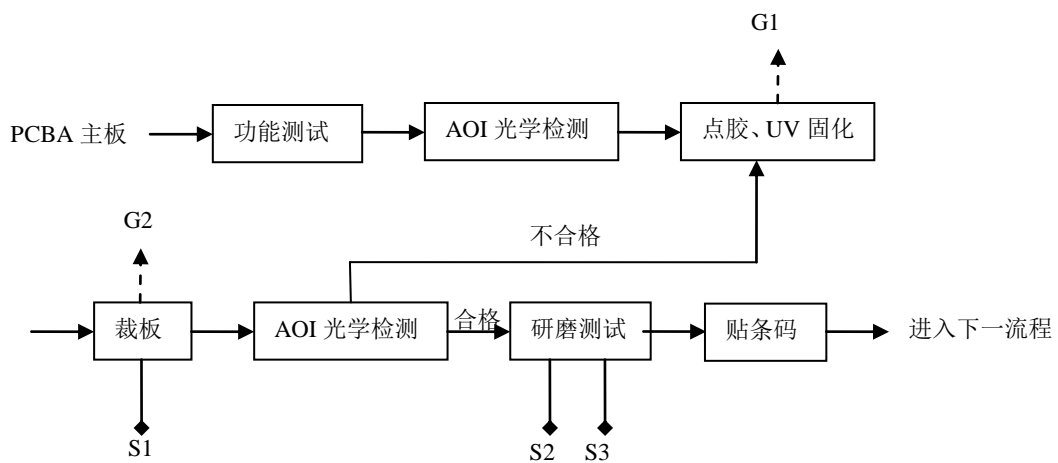 G1
PCBA 主板
功能测试
AOI 光学检测
点胶、UV 固化
G2
不合格
裁板
AOI 光学检测
合格
研磨测试
贴条码
进入下一流程
S1
S2
S3